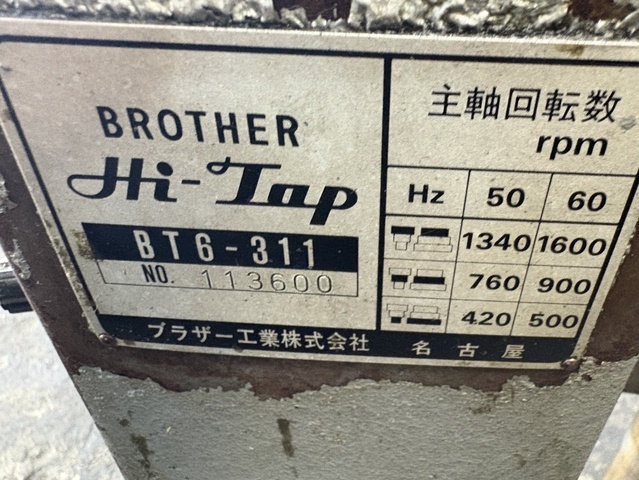 BROTHER
Hi-Tap
BT6-311
NO. 113600
ブラザー工業株式会社
主軸回転数
rpm
Hz 50 60
1340 1600
760 900
420 500
名古屋